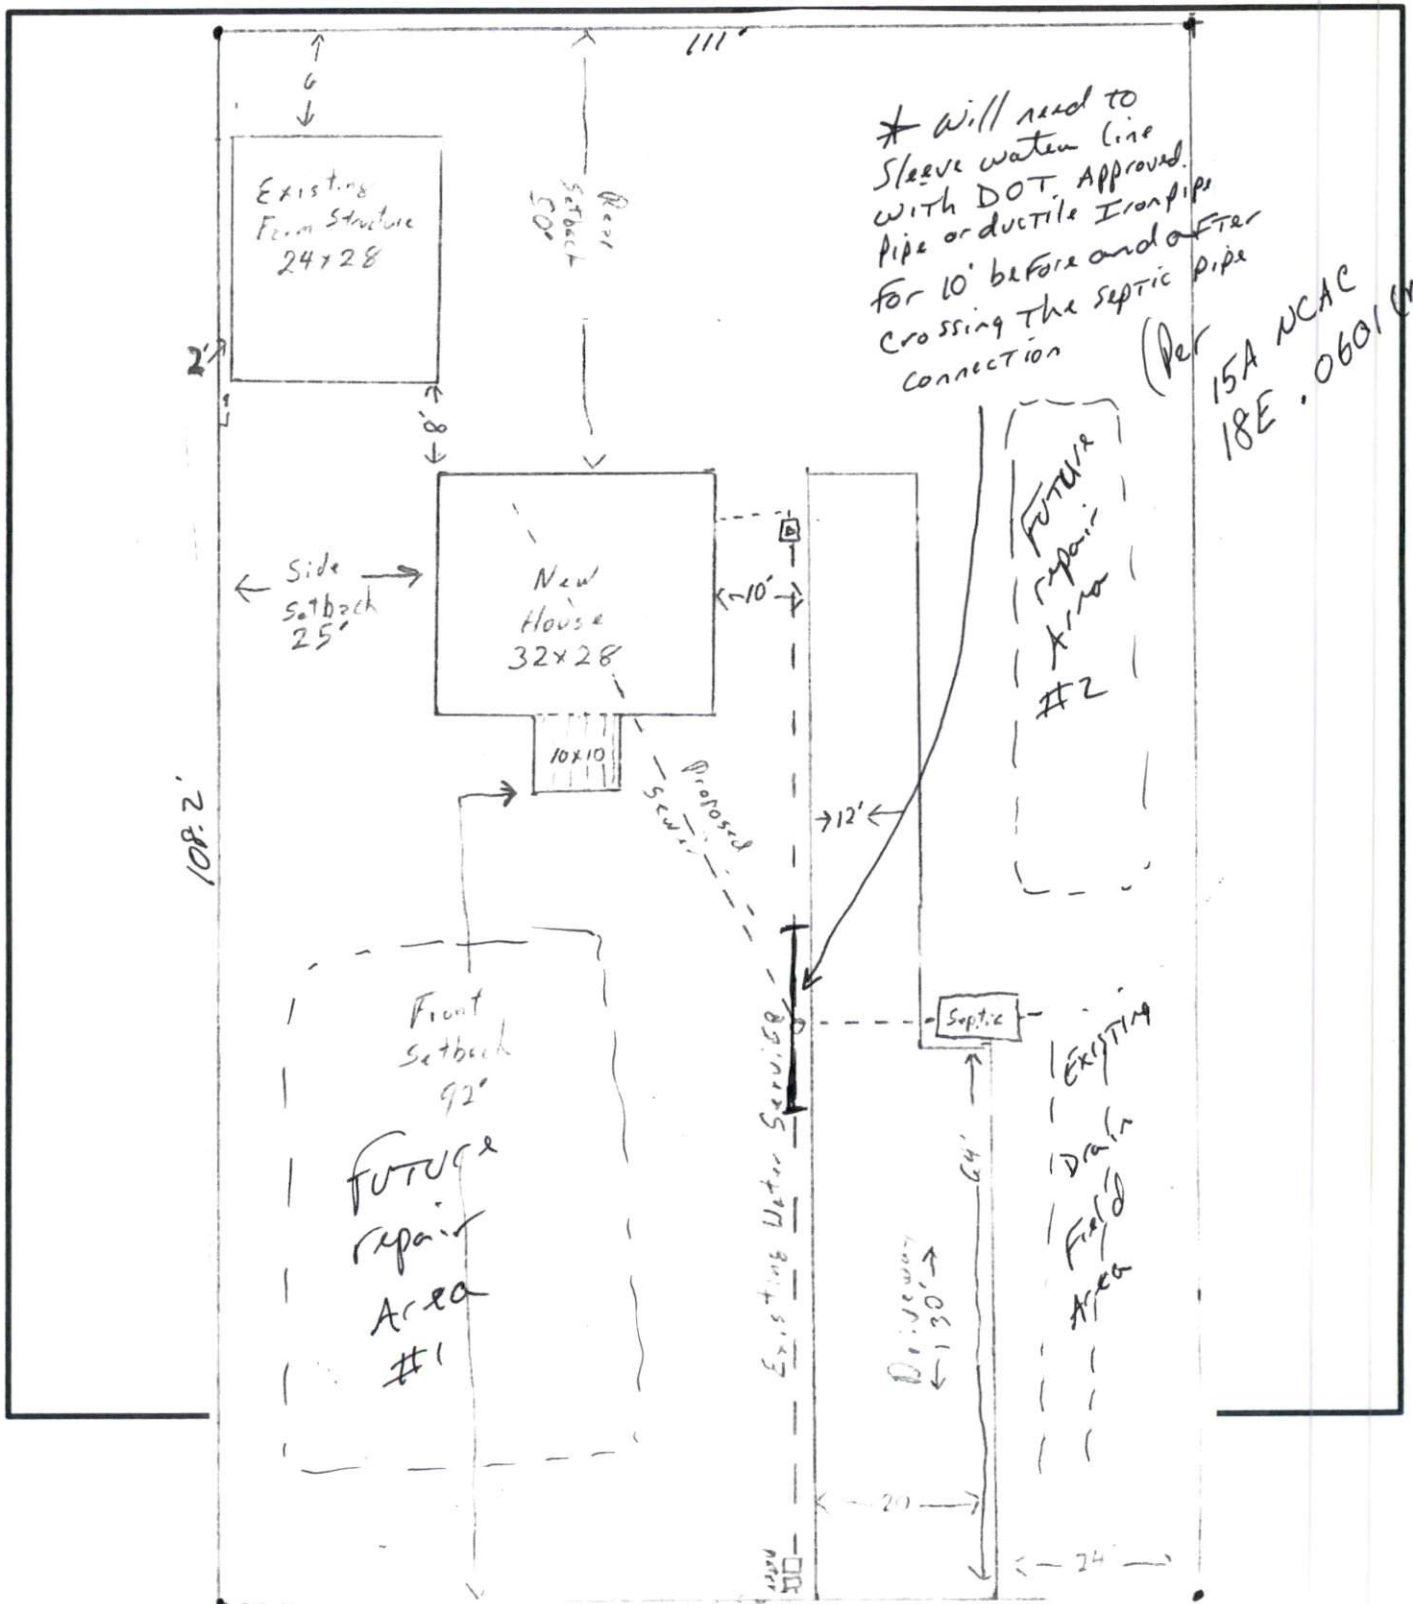 111'
6
Existing
Farm Structure
24x28
Rear
Setback
50'
* Will need to
Sleeve water line
with DOT Approved
Pipe or ductile Iron pipe
For 10' before and after
Crossing The Septic pipe
connection
(Per
15A NCAC
18E .0601
2'
8'
Side
Setback
25'
New
House
32x28
10'
10x10
Proposed
Sewer
12'
FUTURE
repair
Area
#2
108.2'
Front
Setback
92'
FUTURE
repair
Area
#1
Existing Water Service
Septic
Existing
Drain
Field
Area
64'
Driveway
130'
20
24